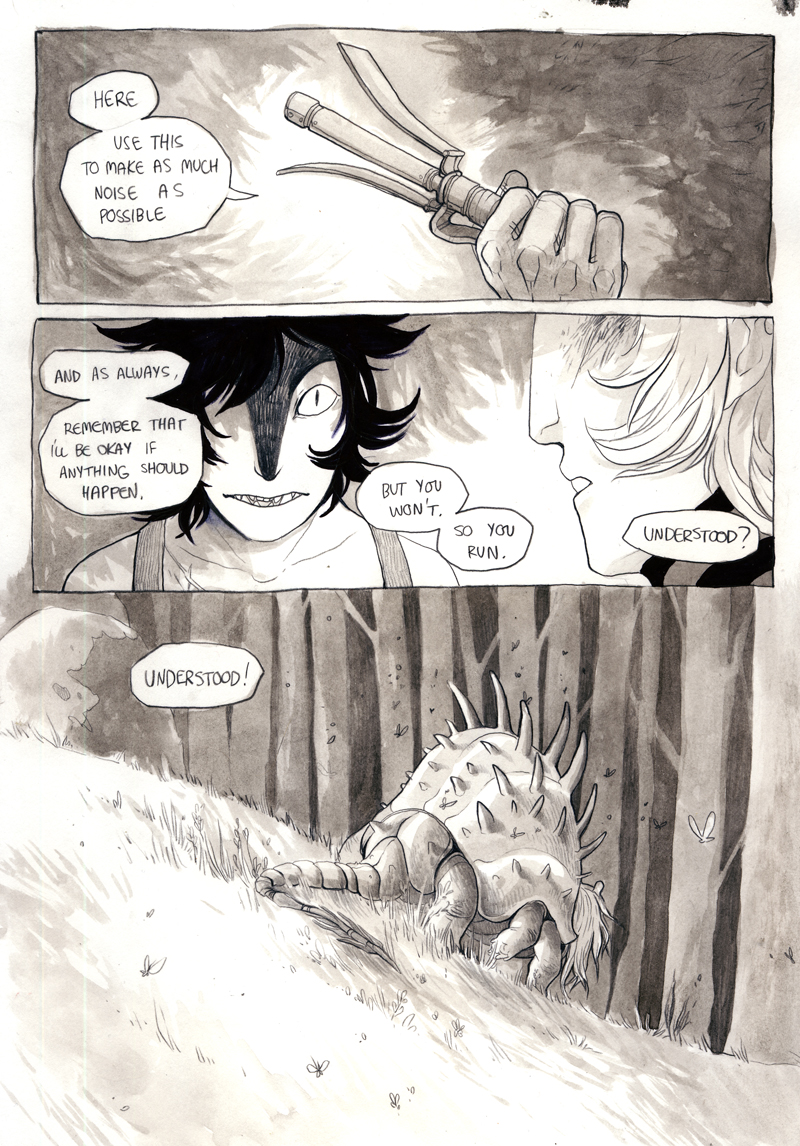 HERE
USE THIS
TO MAKE AS MUCH
NOISE AS
POSSIBLE
AND AS ALWAYS,
REMEMBER THAT
I'LL BE OKAY IF
ANYTHING SHOULD
HAPPEN.
BUT YOU
WON'T.
SO YOU
RUN.
UNDERSTOOD?
UNDERSTOOD!